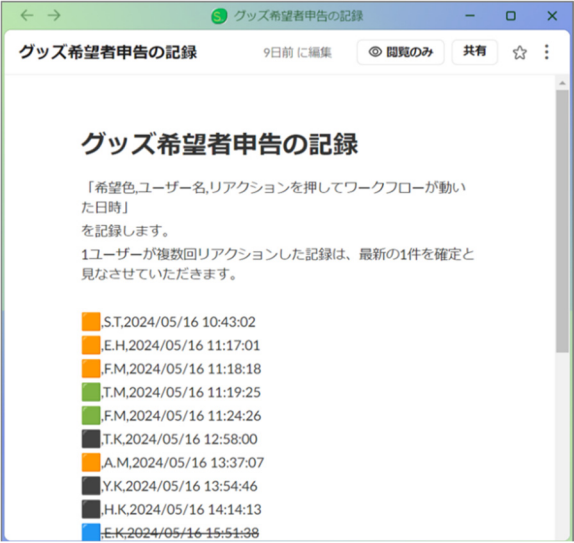 グッズ希望者申告の記録
グッズ希望者申告の記録
9日前 に編集
閲覧のみ
共有
グッズ希望者申告の記録
「希望色,ユーザー名,リアクションを押してワークフローが動い
た日時」
を記録します。
1ユーザーが複数回リアクションした記録は、最新の1件を確定と
見なさせていただきます。
🟧,S.T,2024/05/16 10:43:02
🟧,E.H,2024/05/16 11:17:01
🟧,F.M,2024/05/16 11:18:18
🟩,T.M,2024/05/16 11:19:25
🟩,F.M,2024/05/16 11:24:26
⬛,T.K,2024/05/16 12:58:00
🟧,A.M,2024/05/16 13:37:07
⬛,Y.K,2024/05/16 13:54:46
⬛,H.K,2024/05/16 14:14:13
🟦,E.K,2024/05/16 15:51:38